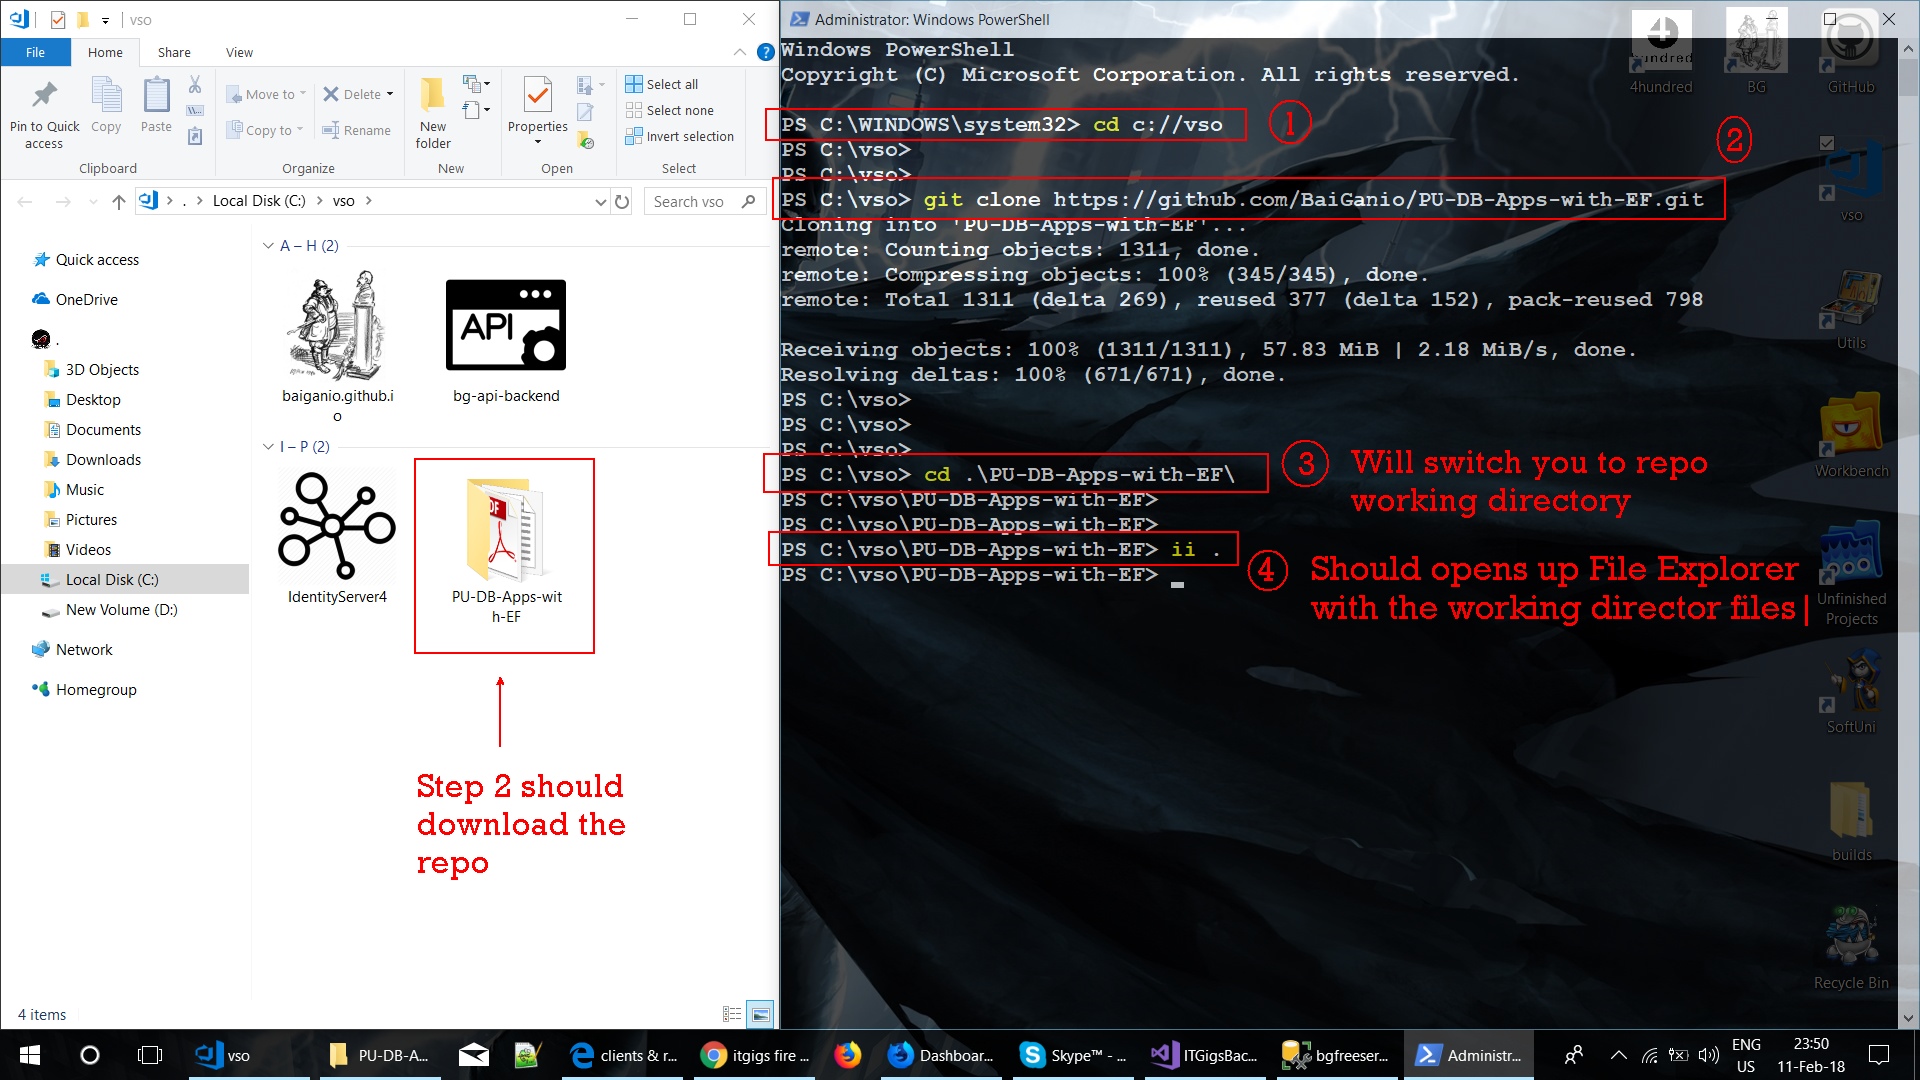 vso
File
Home
Share
View
Pin to Quick access
Copy
Paste
Move to
Copy to
Delete
Rename
New folder
Properties
Select all
Select none
Invert selection
Clipboard
Organize
New
Open
Select
. > Local Disk (C:) > vso >
Search vso
Quick access
OneDrive
.
3D Objects
Desktop
Documents
Downloads
Music
Pictures
Videos
Local Disk (C:)
New Volume (D:)
Network
Homegroup
A – H (2)
API
baiganio.github.i
o
bg-api-backend
I – P (2)
IdentityServer4
PU-DB-Apps-wit
h-EF
Step 2 should
download the
repo
4 items
Administrator: Windows PowerShell
Windows PowerShell
Copyright (C) Microsoft Corporation. All rights reserved.
PS C:\WINDOWS\system32> cd c://vso
1
PS C:\vso>
PS C:\vso>
2
PS C:\vso> git clone https://github.com/BaiGanio/PU-DB-Apps-with-EF.git
Cloning into 'PU-DB-Apps-with-EF'...
remote: Counting objects: 1311, done.
remote: Compressing objects: 100% (345/345), done.
remote: Total 1311 (delta 269), reused 377 (delta 152), pack-reused 798
Receiving objects: 100% (1311/1311), 57.83 MiB | 2.18 MiB/s, done.
Resolving deltas: 100% (671/671), done.
PS C:\vso>
PS C:\vso>
PS C:\vso>
PS C:\vso> cd .\PU-DB-Apps-with-EF\
3 Will switch you to repo
working directory
PS C:\vso\PU-DB-Apps-with-EF>
PS C:\vso\PU-DB-Apps-with-EF>
PS C:\vso\PU-DB-Apps-with-EF> ii .
PS C:\vso\PU-DB-Apps-with-EF>
4 Should opens up File Explorer
with the working director files
4hundred
BG
GitHub
vso
Utils
Workbench
Unfinished
Projects
SoftUni
builds
Recycle Bin
vso
PU-DB-A...
clients & r...
itgigs fire ...
Dashboar...
Skype™ - ...
ITGigsBac...
bgfreeser...
Administr...
ENG
US
23:50
11-Feb-18